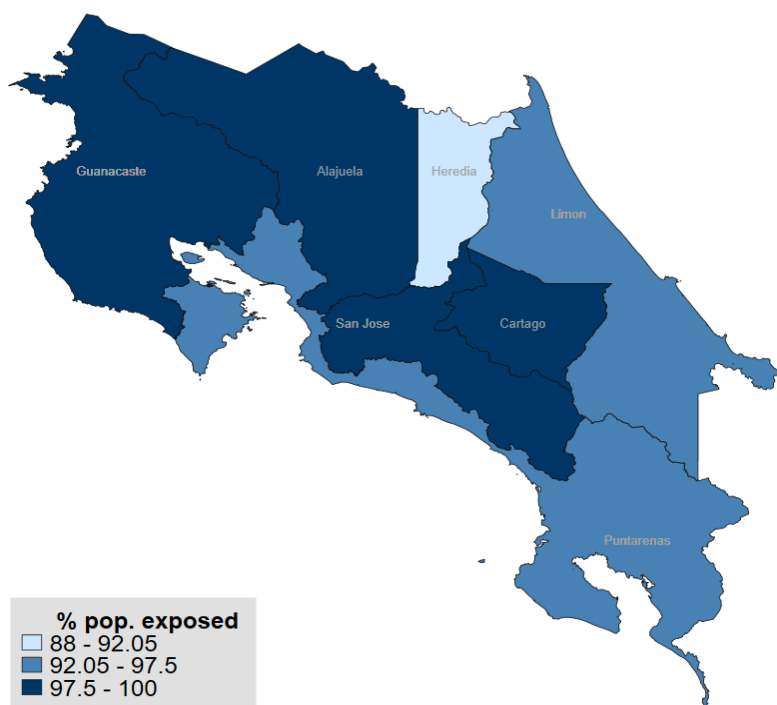 Guanacaste
Alajuela
Heredia
Limon
San Jose
Cartago
Puntarenas
% pop. exposed
88 - 92.05
92.05 - 97.5
97.5 - 100